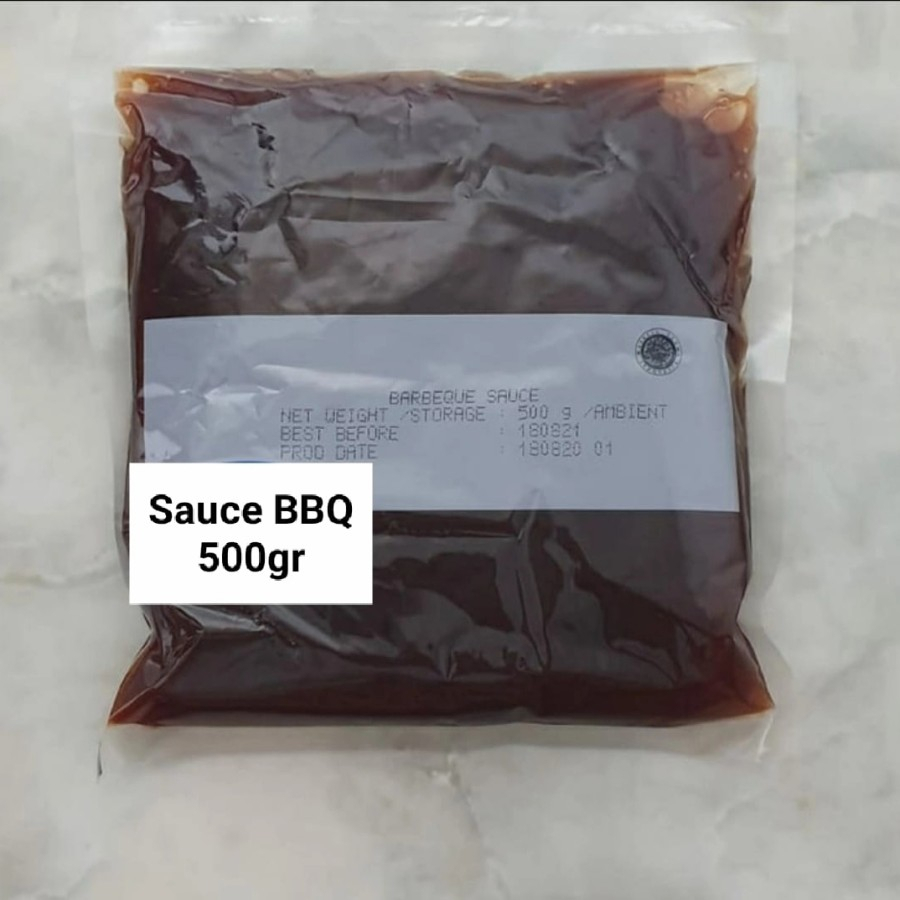 BARBEQUE SAUCE
NET WEIGHT /STORAGE : 500 g /AMBIENT
BEST BEFORE : 180821
PROD DATE : 180820 01
Sauce BBQ
500gr